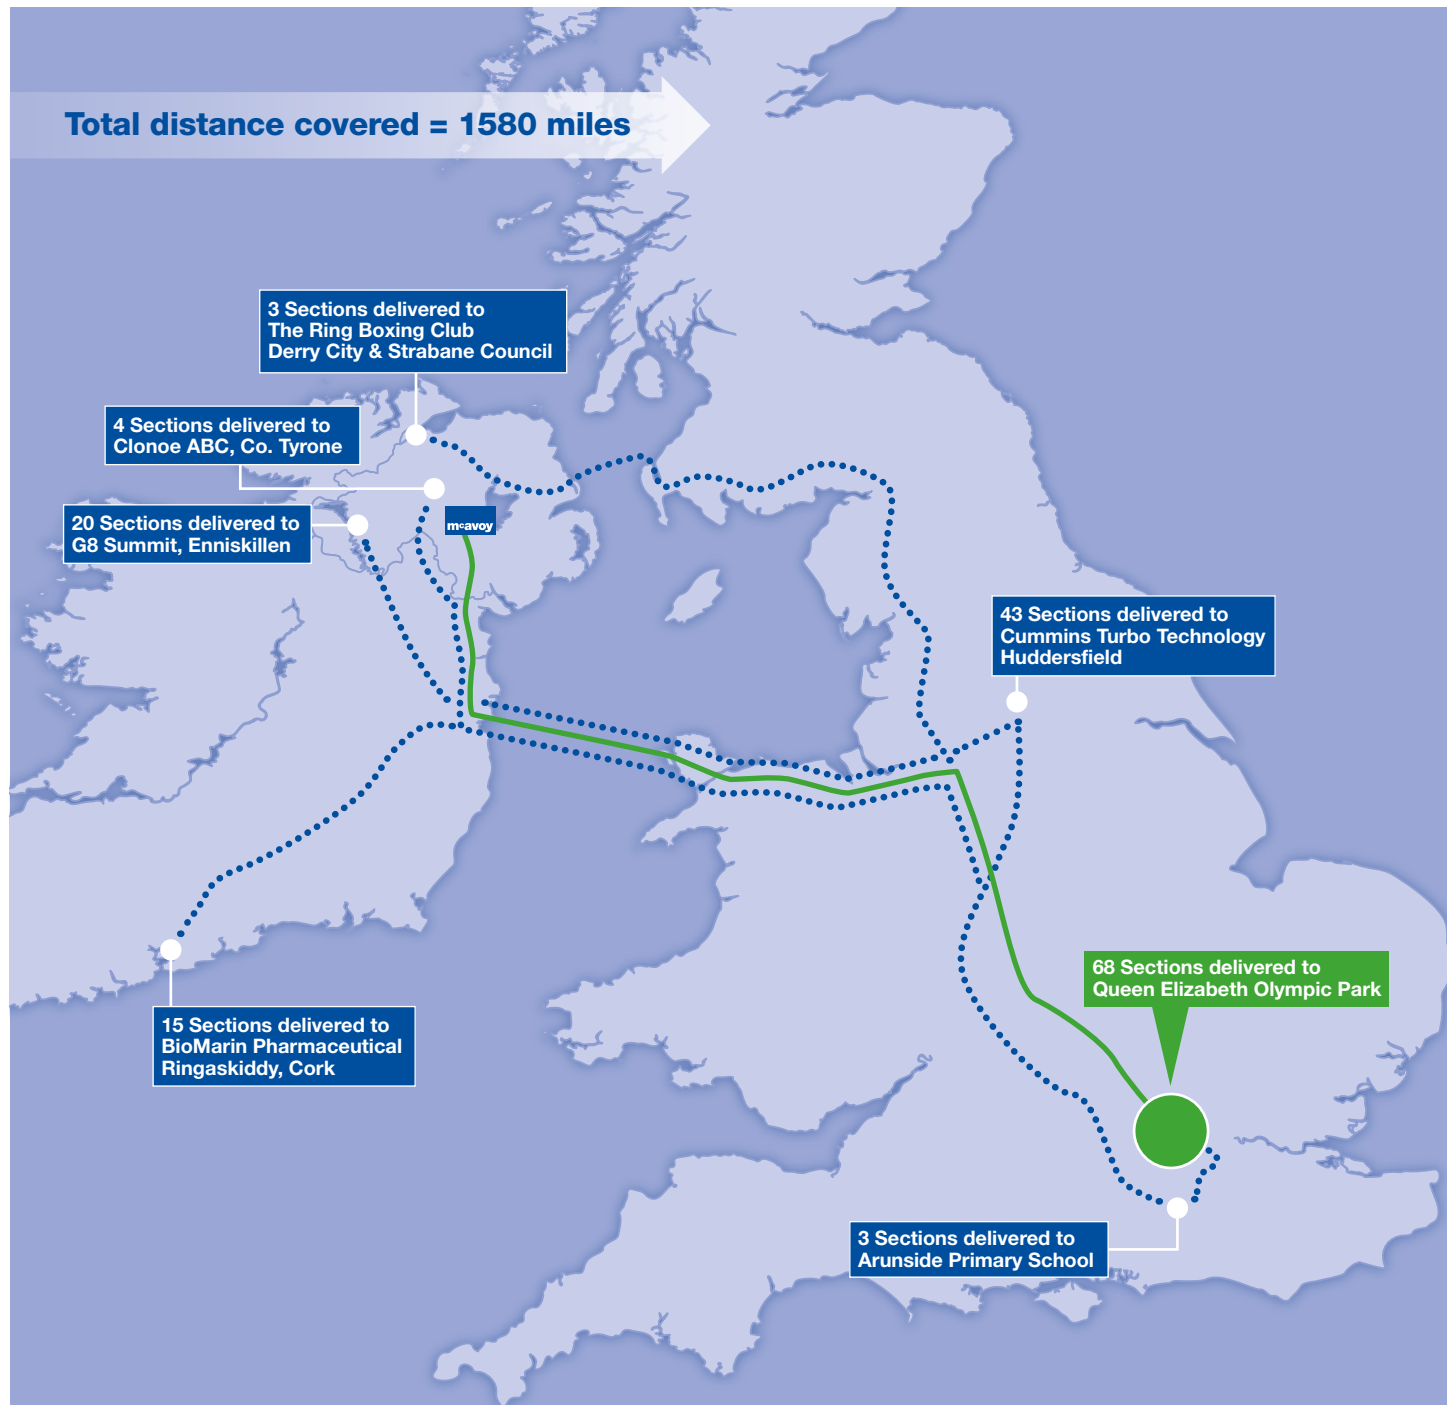 Total distance covered = 1580 miles
3 Sections delivered to
The Ring Boxing Club
Derry City & Strabane Council
4 Sections delivered to
Clonoe ABC, Co. Tyrone
20 Sections delivered to
G8 Summit, Enniskillen
mcavoy
43 Sections delivered to
Cummins Turbo Technology
Huddersfield
68 Sections delivered to
Queen Elizabeth Olympic Park
15 Sections delivered to
BioMarin Pharmaceutical
Ringaskiddy, Cork
3 Sections delivered to
Arunside Primary School